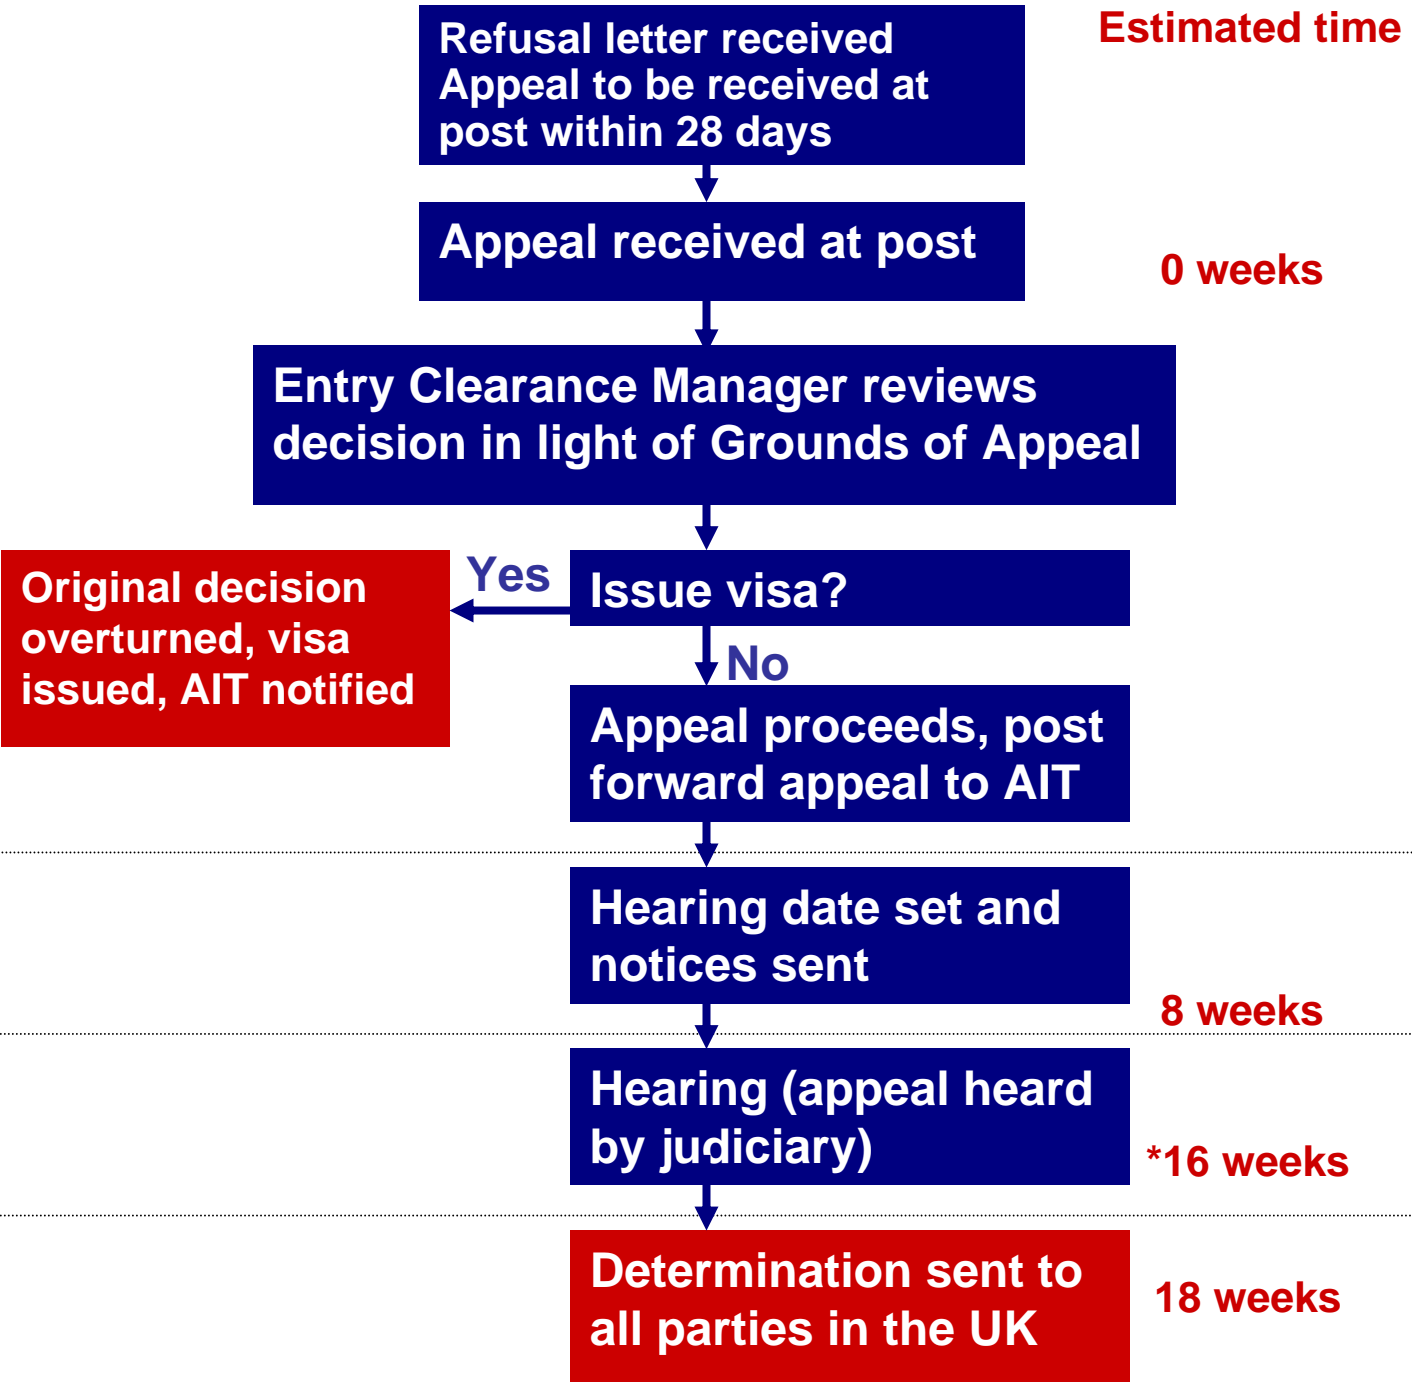 Estimated time
Refusal letter received
Appeal to be received at
post within 28 days
Appeal received at post
0 weeks
Entry Clearance Manager reviews
decision in light of Grounds of Appeal
Issue visa?
Yes
Original decision
overturned, visa
issued, AIT notified
No
Appeal proceeds, post
forward appeal to AIT
Hearing date set and
notices sent
8 weeks
Hearing (appeal heard
by judiciary)
*16 weeks
Determination sent to
all parties in the UK
18 weeks